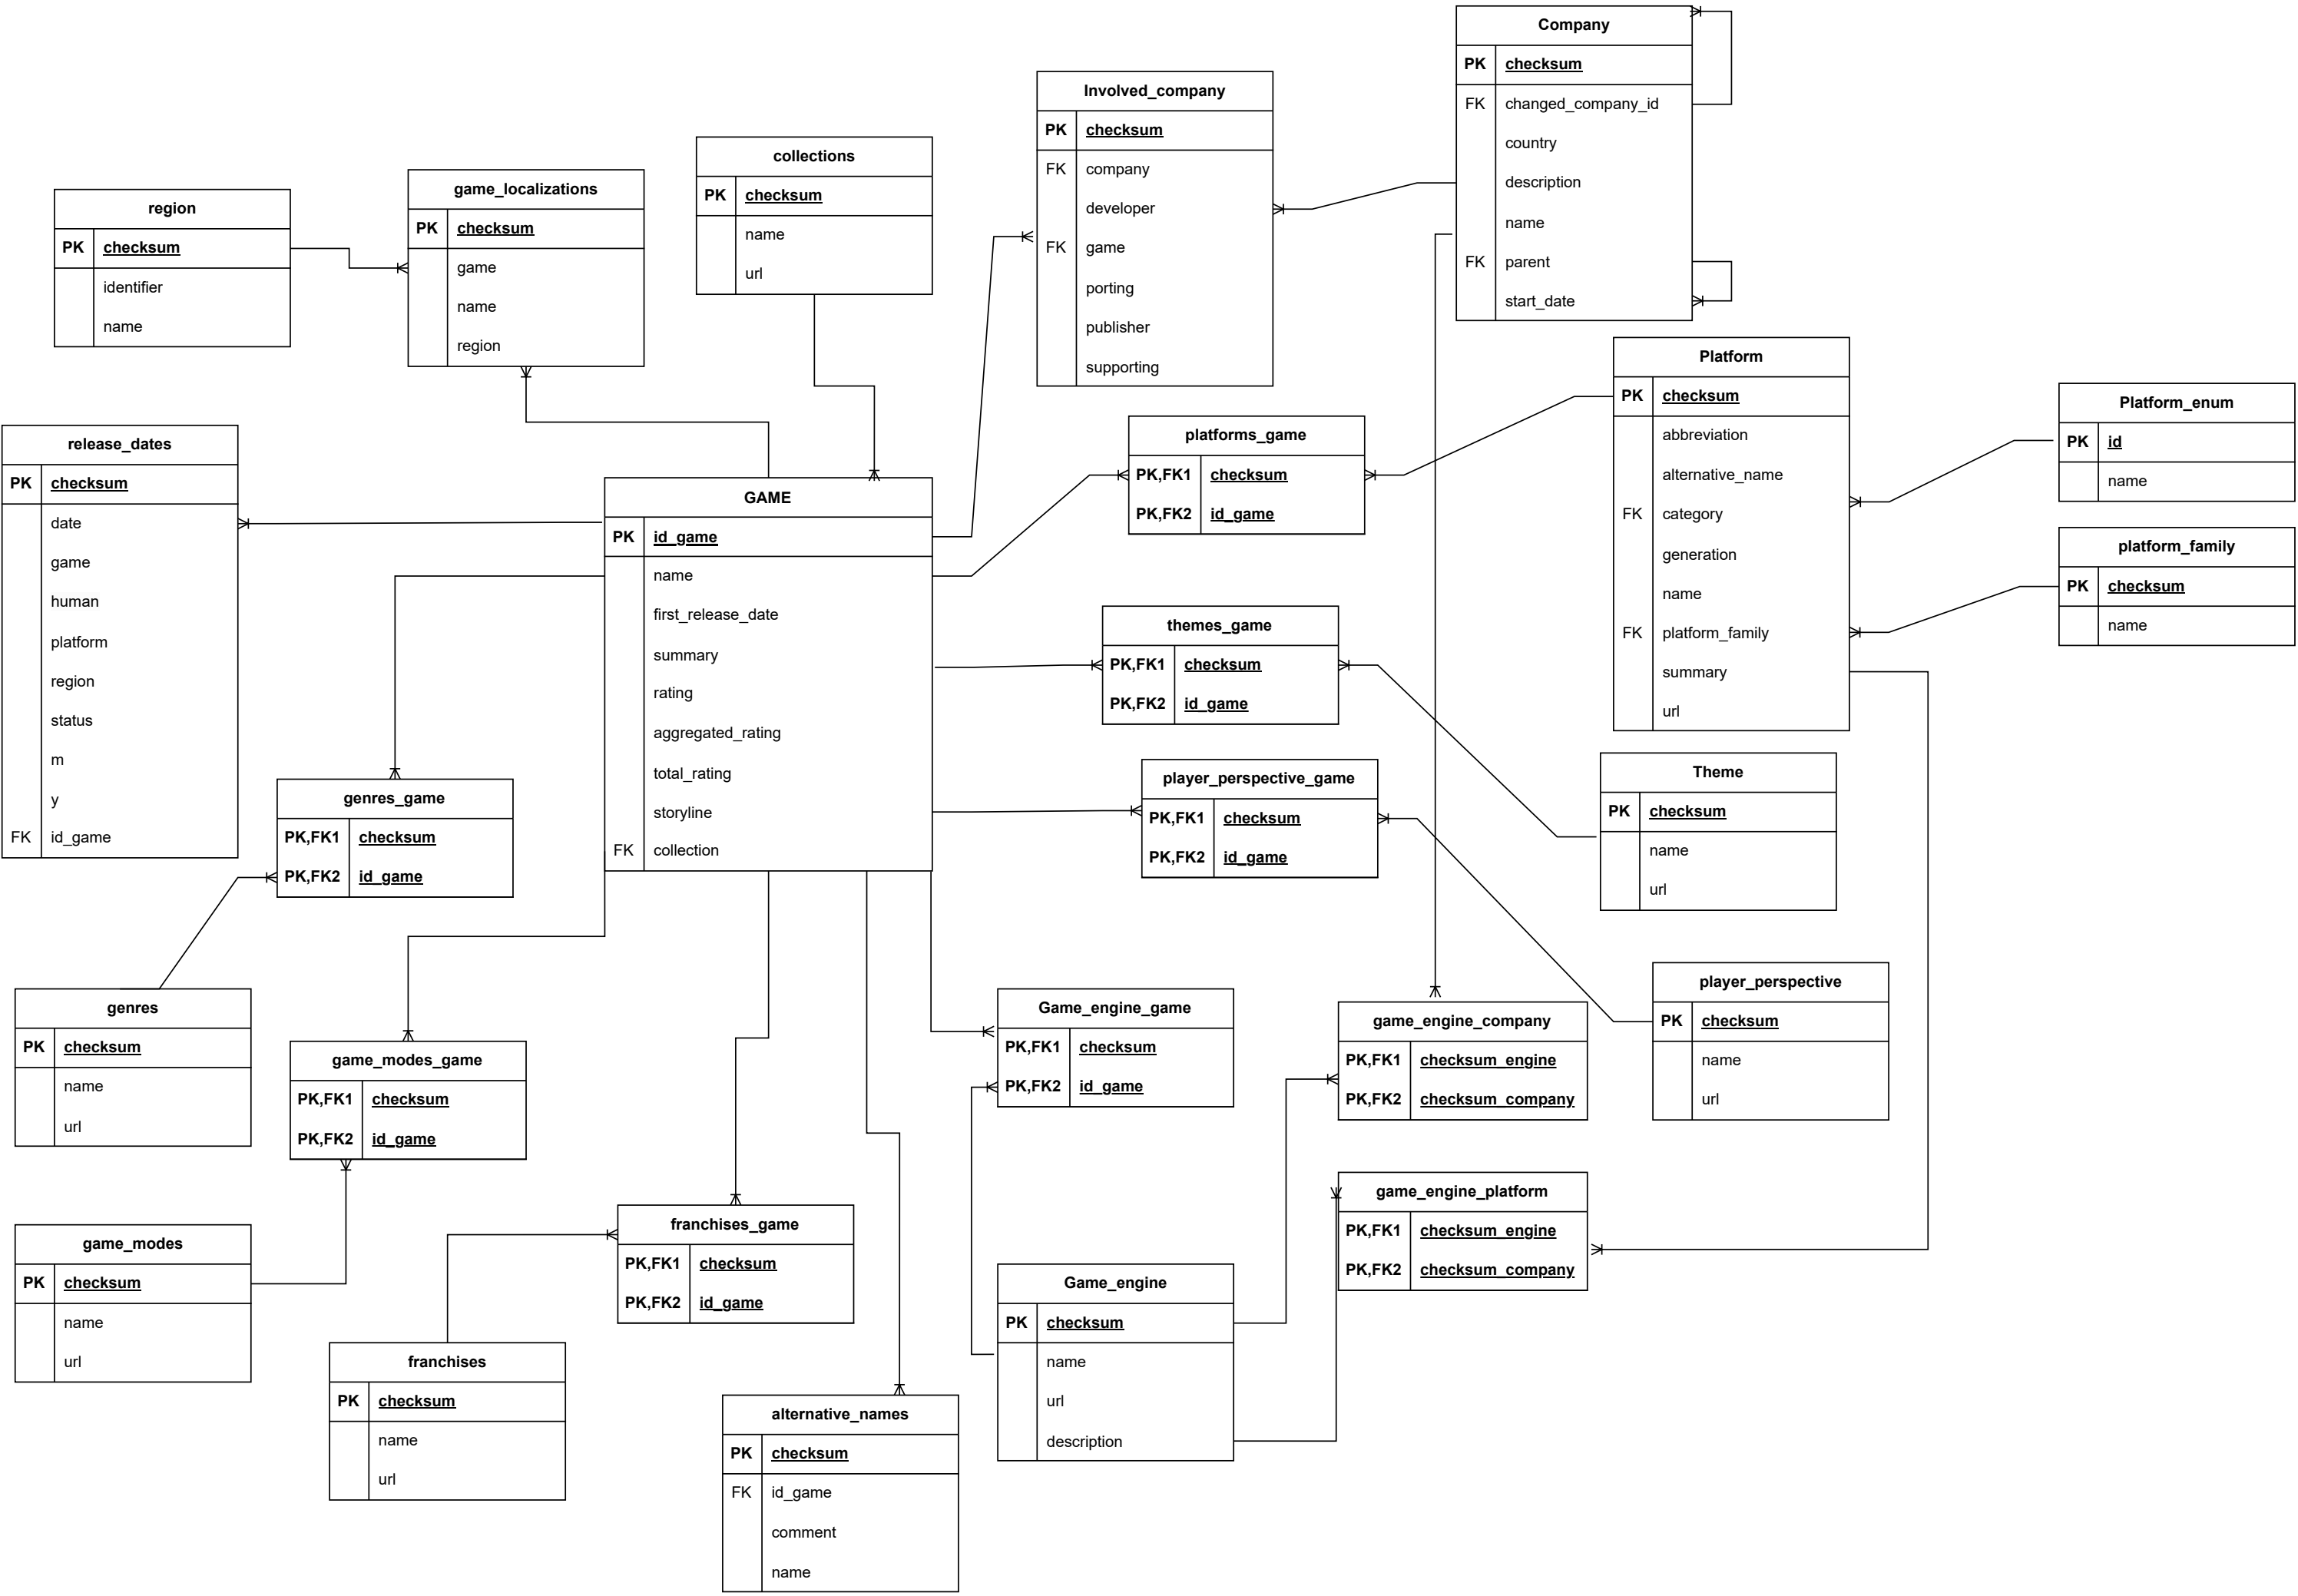 Company
PK checksum
FK changed_company_id
country
description
name
FK parent
start_date
Involved_company
PK checksum
FK company
developer
FK game
porting
publisher
supporting
collections
PK checksum
name
url
game_localizations
PK checksum
game
name
region
region
PK checksum
identifier
name
Platform
PK checksum
abbreviation
alternative_name
FK category
generation
name
FK platform_family
summary
url
Platform_enum
PK id
name
platform_family
PK checksum
name
platforms_game
PK,FK1 checksum
PK,FK2 id_game
release_dates
PK checksum
date
game
human
platform
region
status
m
y
FK id_game
GAME
PK id_game
name
first_release_date
summary
rating
aggregated_rating
total_rating
storyline
FK collection
themes_game
PK,FK1 checksum
PK,FK2 id_game
player_perspective_game
PK,FK1 checksum
PK,FK2 id_game
Theme
PK checksum
name
url
genres_game
PK,FK1 checksum
PK,FK2 id_game
genres
PK checksum
name
url
game_modes_game
PK,FK1 checksum
PK,FK2 id_game
Game_engine_game
PK,FK1 checksum
PK,FK2 id_game
game_engine_company
PK,FK1 checksum_engine
PK,FK2 checksum_company
player_perspective
PK checksum
name
url
game_engine_platform
PK,FK1 checksum_engine
PK,FK2 checksum_company
game_modes
PK checksum
name
url
franchises_game
PK,FK1 checksum
PK,FK2 id_game
Game_engine
PK checksum
name
url
description
franchises
PK checksum
name
url
alternative_names
PK checksum
FK id_game
comment
name